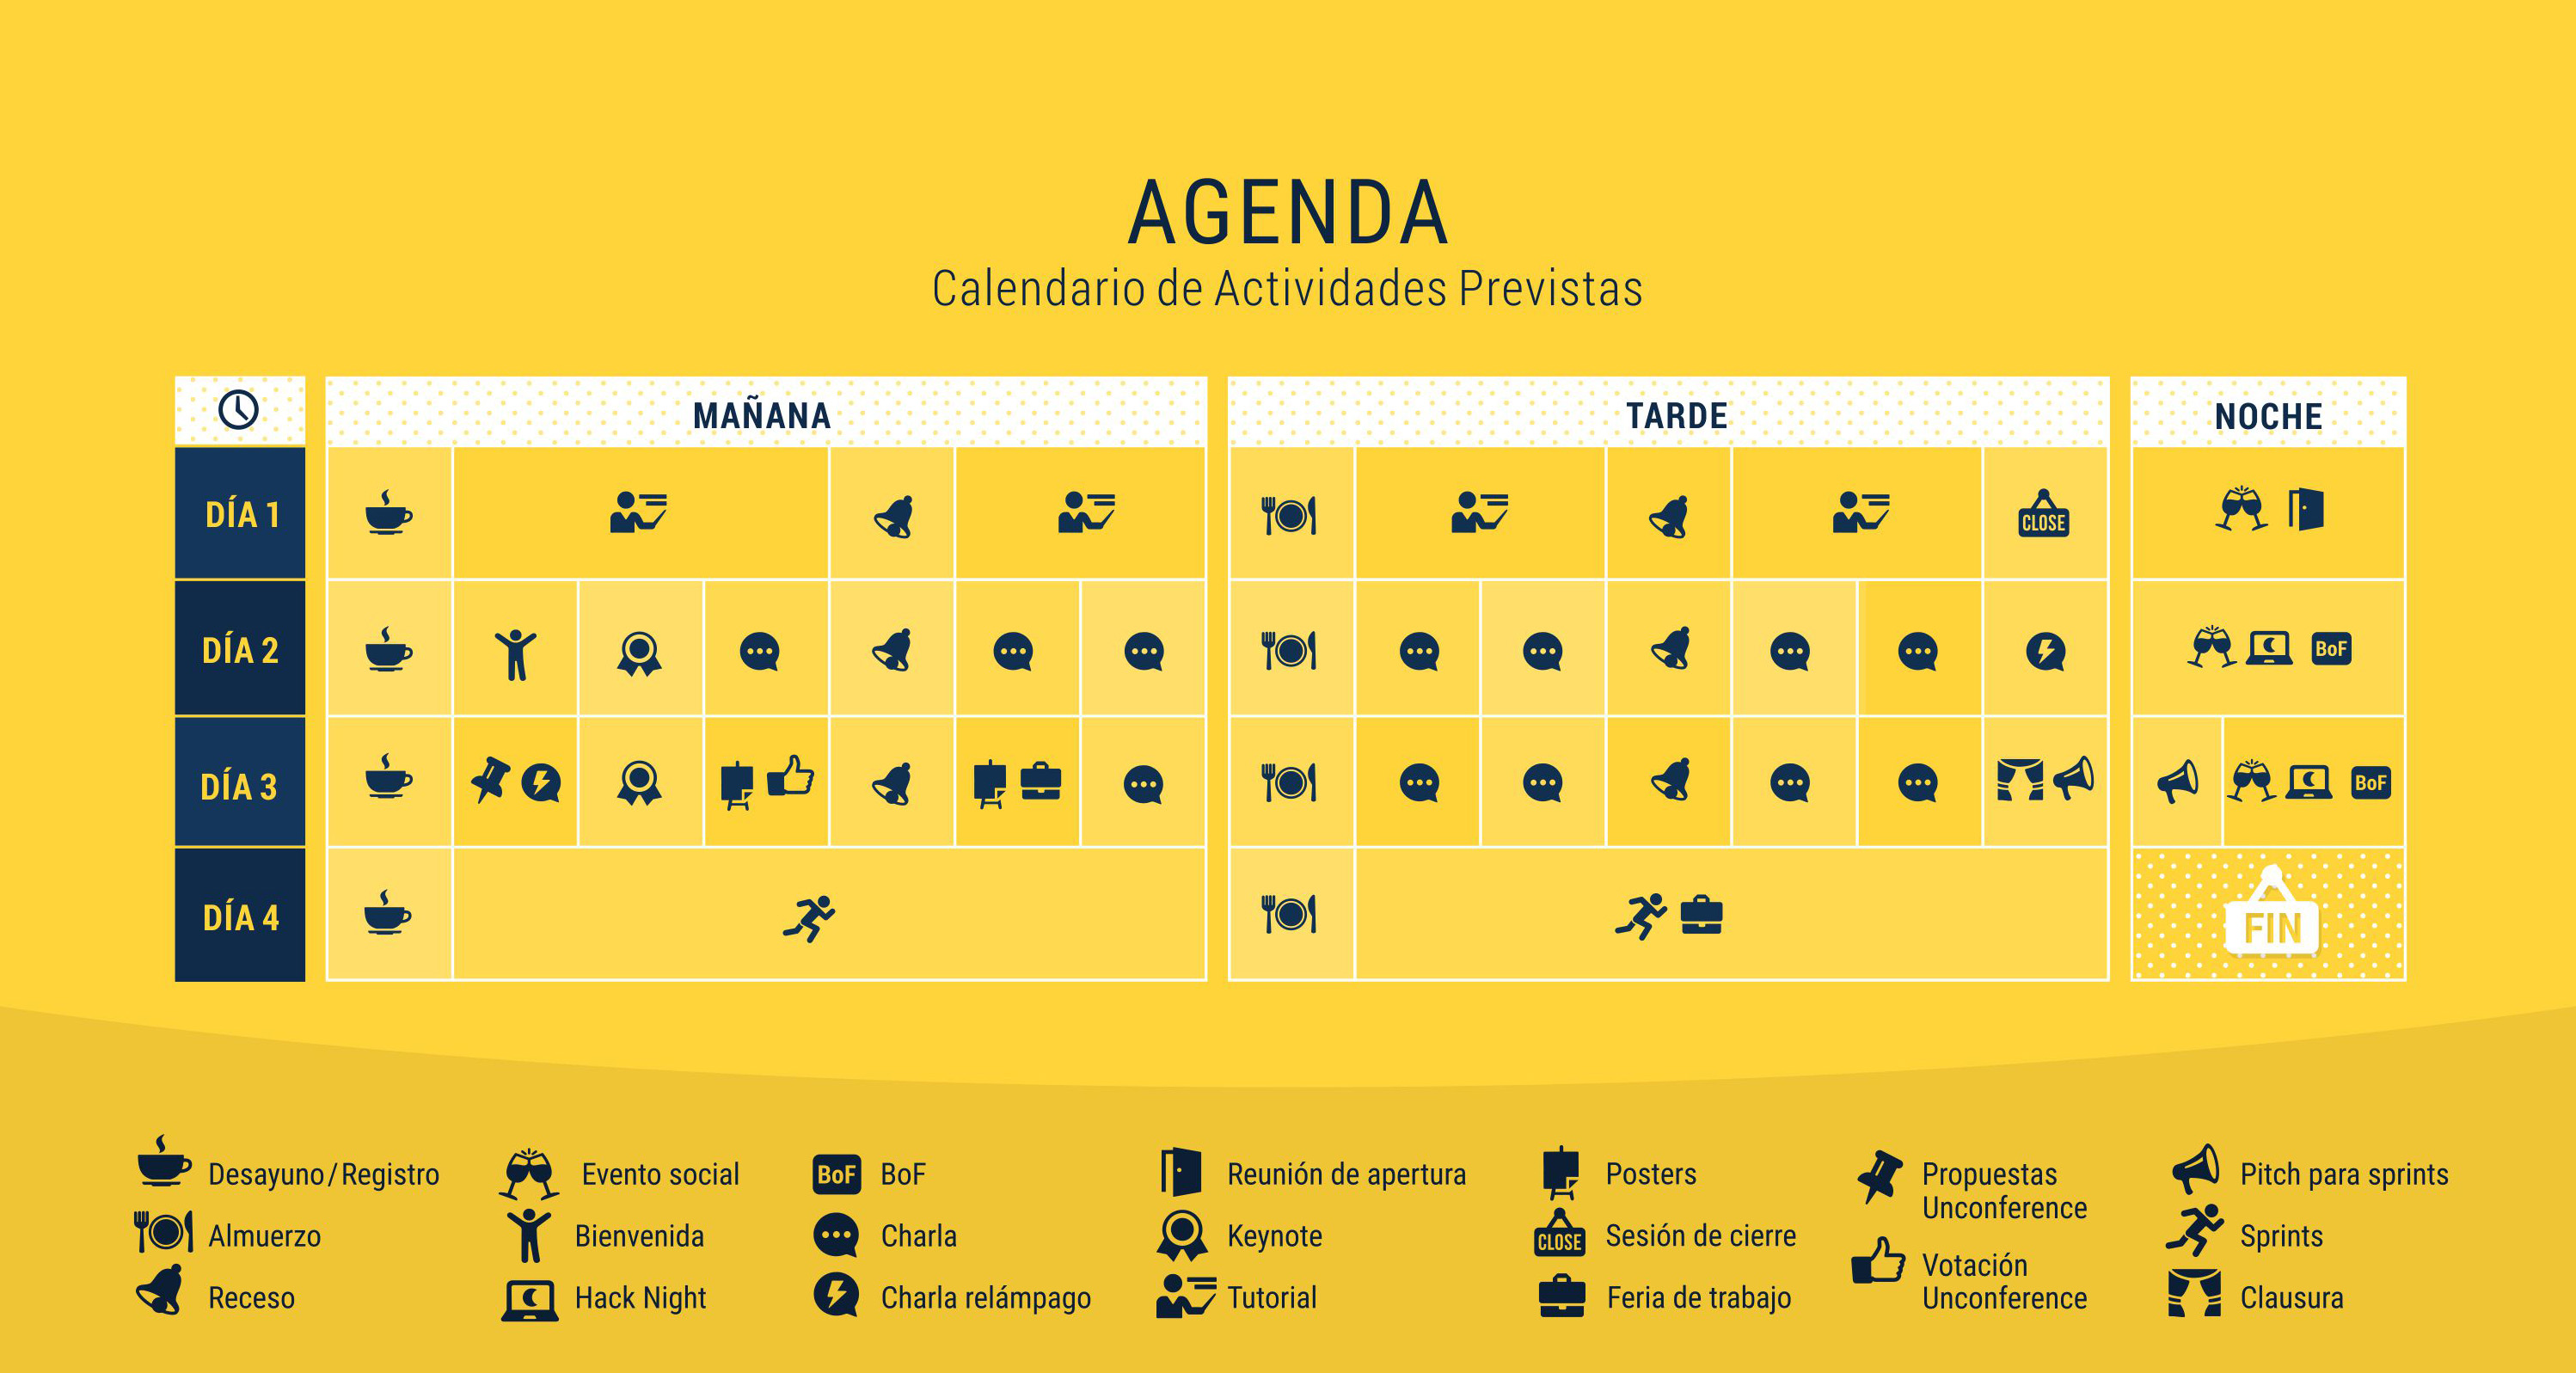 AGENDA
Calendario de Actividades Previstas
MAÑANA
TARDE
NOCHE
DÍA 1
CLOSE
DÍA 2
BoF
DÍA 3
BoF
DÍA 4
FIN
Desayuno/Registro
Evento social
BoF BoF
Reunión de apertura
Posters
Propuestas
Unconference
Pitch para sprints
Almuerzo
Bienvenida
Charla
Keynote
CLOSE Sesión de cierre
Sprints
Receso
Hack Night
Charla relámpago
Tutorial
Feria de trabajo
Votación
Unconference
Clausura